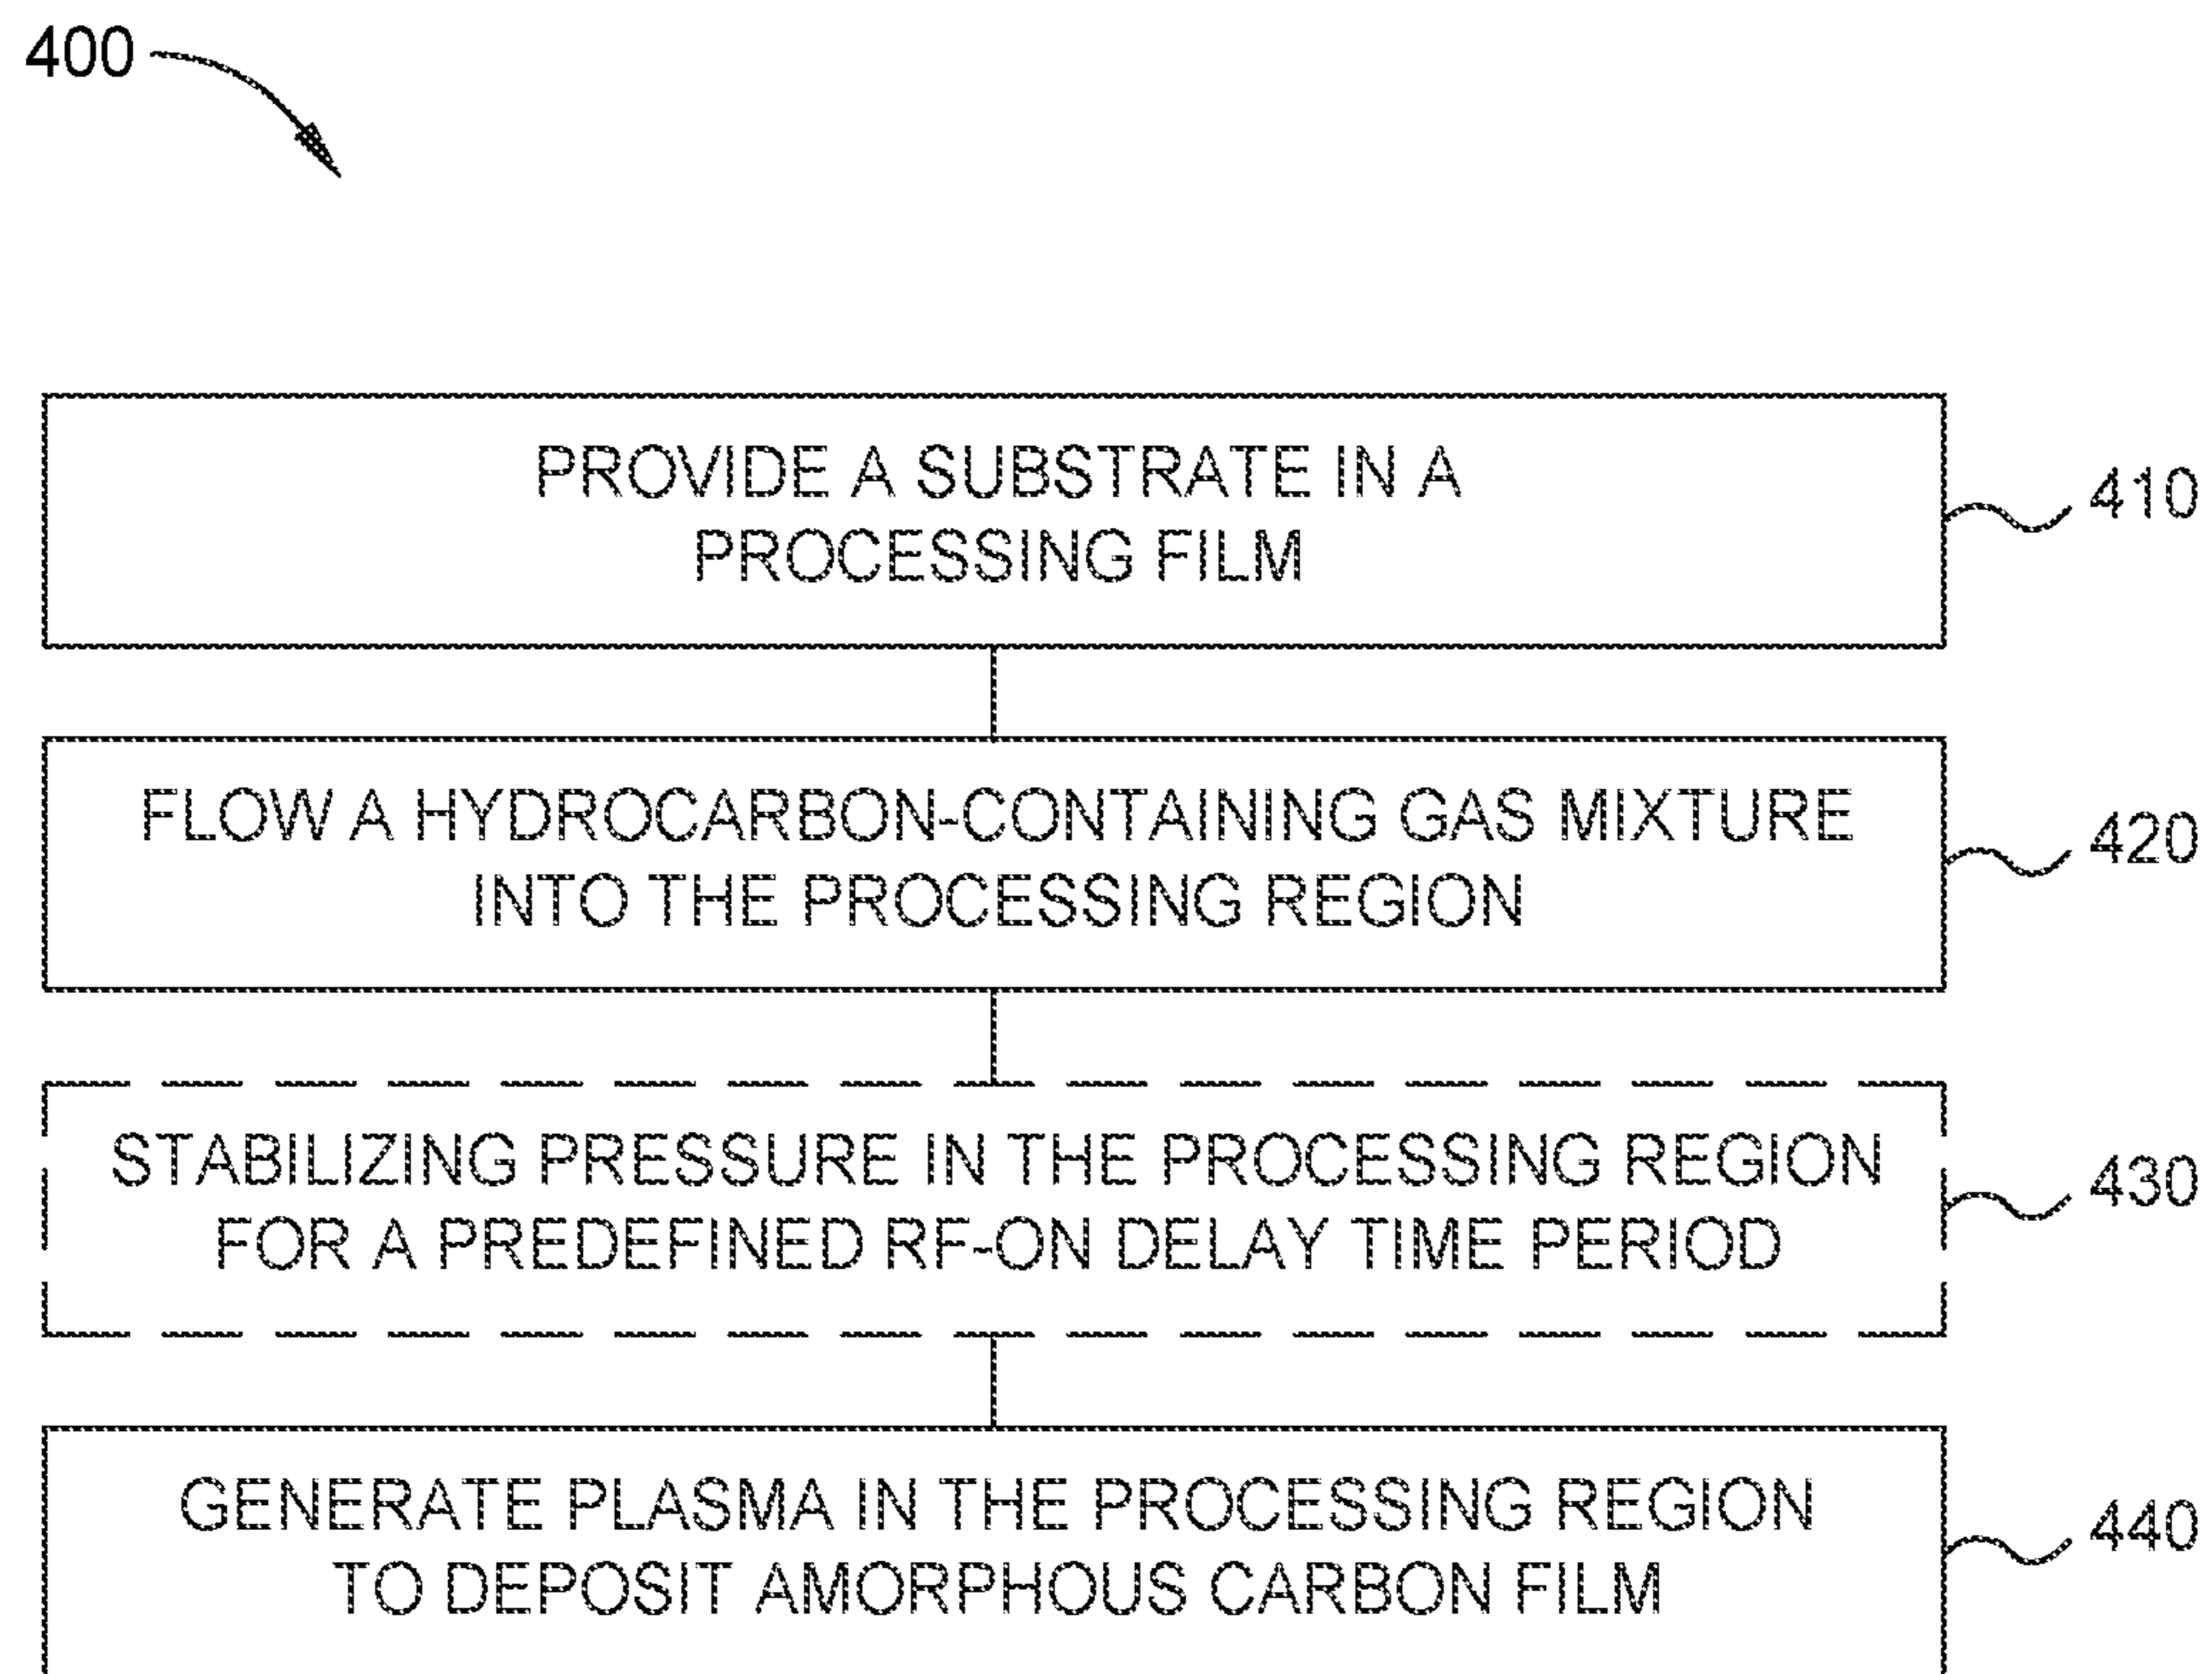 400
PROVIDE A SUBSTRATE IN A
PROCESSING FILM
410
FLOW A HYDROCARBON-CONTAINING GAS MIXTURE
INTO THE PROCESSING REGION
420
STABILIZING PRESSURE IN THE PROCESSING REGION
FOR A PREDEFINED RF-ON DELAY TIME PERIOD
430
GENERATE PLASMA IN THE PROCESSING REGION
TO DEPOSIT AMORPHOUS CARBON FILM
440